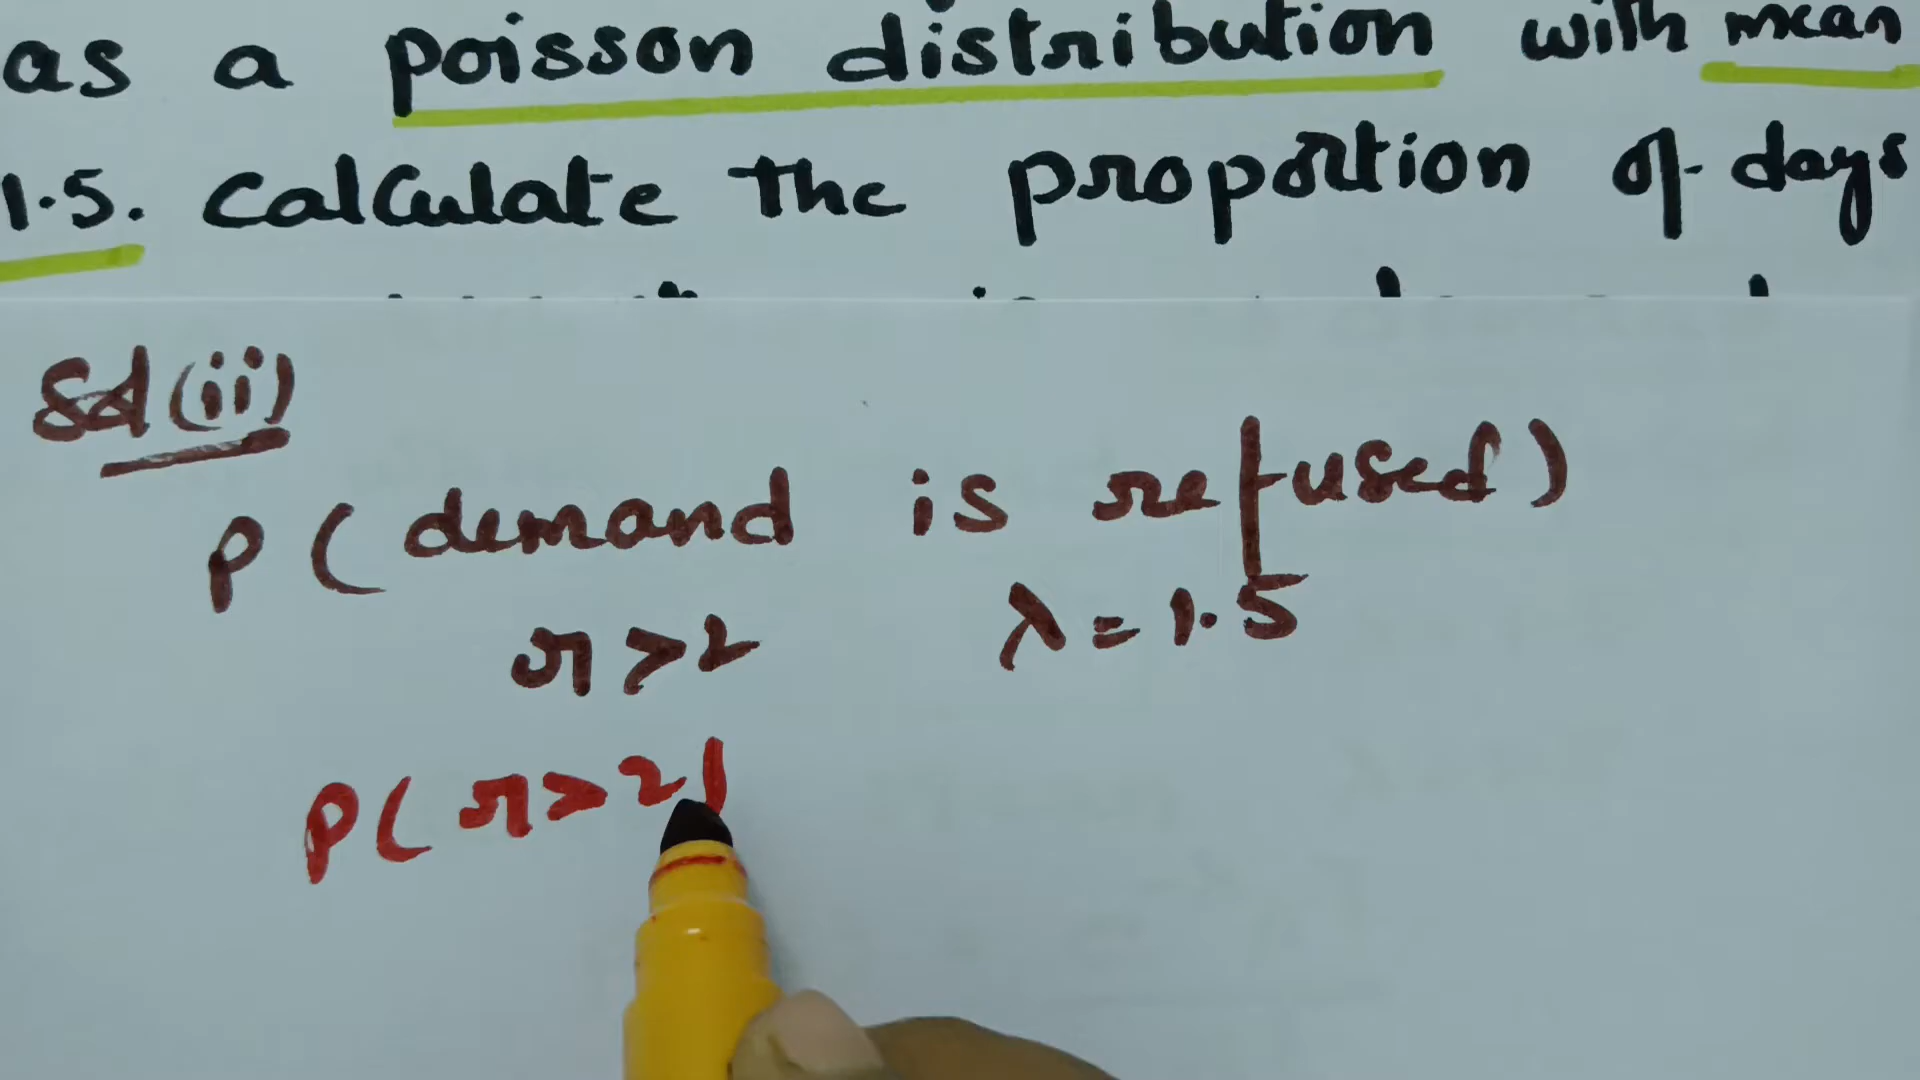 as a poisson distribution with mean
1.5. Calculate the proportion of days
Sol (ii)
P( demand is refused)
r>2 λ=1.5
P( r>2)